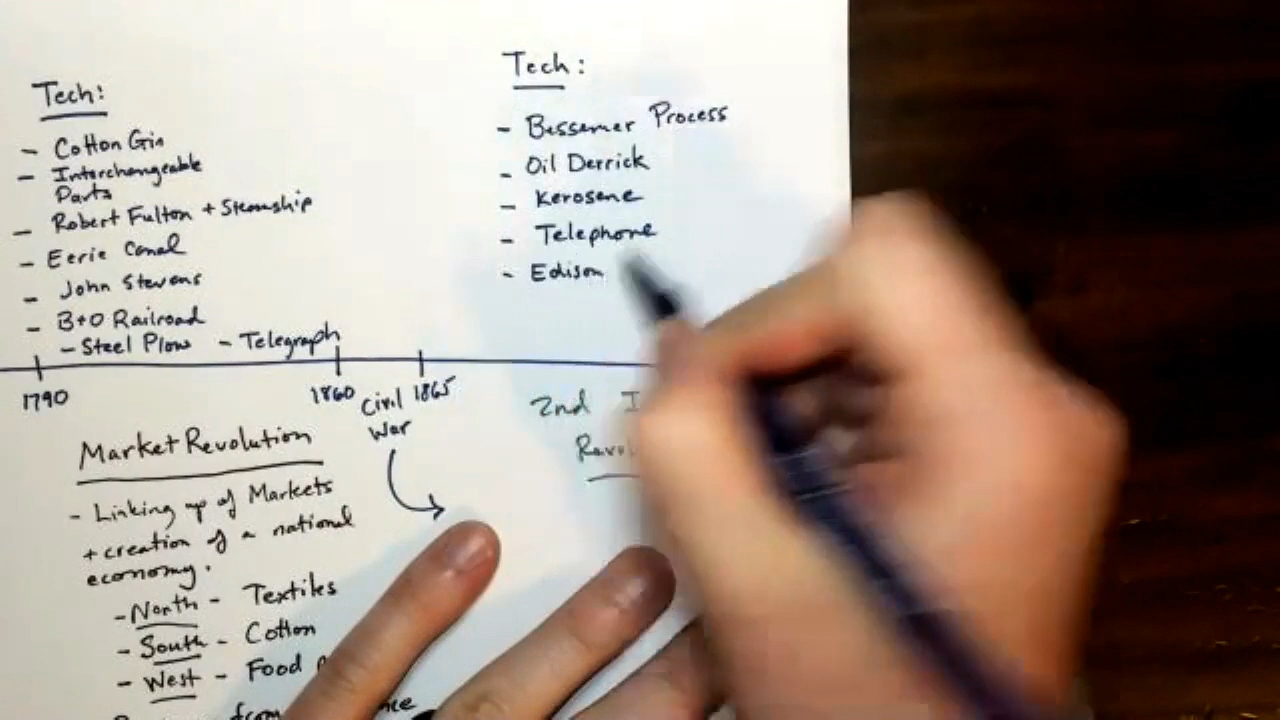 Tech:
- Cotton Gin
- Interchangeable
Parts
- Robert Fulton + Steamship
- Eerie Canal
- John Stevens
- B+O Railroad
- Steel Plow - Telegraph
Tech:
- Bessemer Process
- Oil Derrick
- Kerosene
- Telephone
- Edison
1790
1860
1865
Civil
War
Market Revolution
- Linking up of Markets
+ creation of a national
economy.
- North - Textiles
- South - Cotton
- West - Food
from
2nd I
Revol